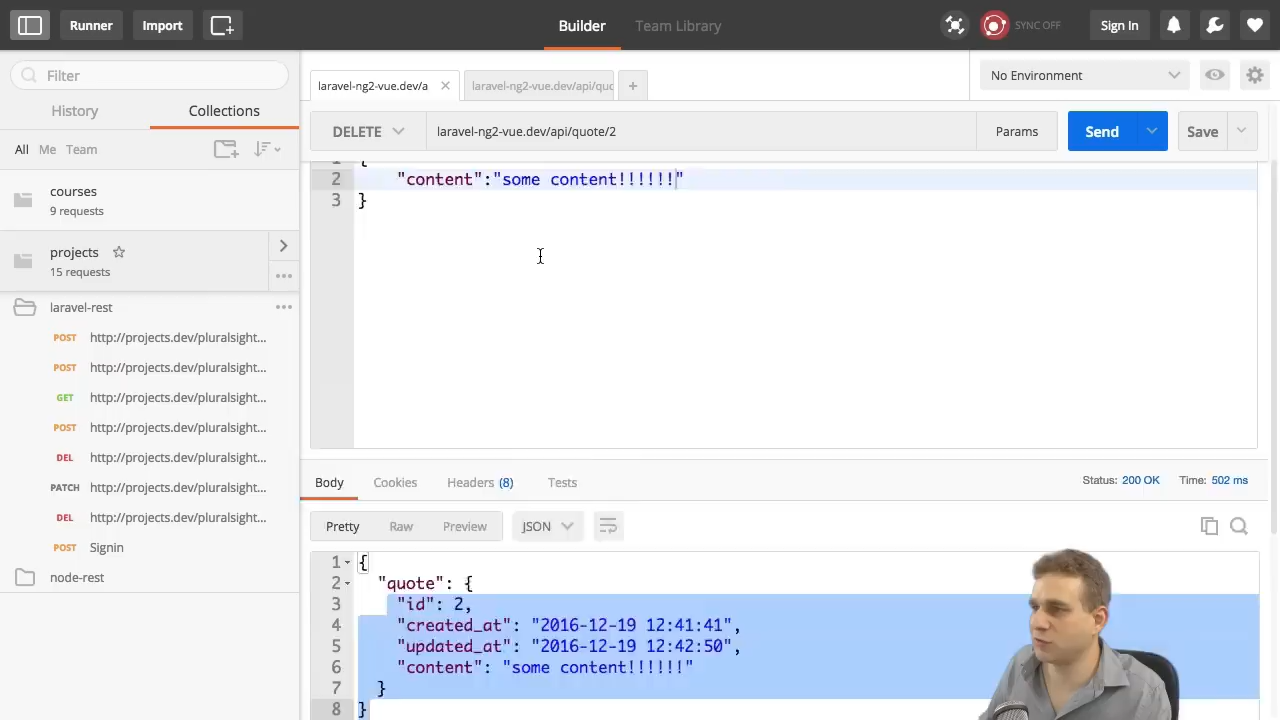 Runner
Import
Builder
Team Library
SYNC OFF
Sign In
Filter
History
Collections
All
Me
Team
courses
9 requests
projects
15 requests
laravel-rest
POST http://projects.dev/pluralsight...
POST http://projects.dev/pluralsight...
GET http://projects.dev/pluralsight...
POST http://projects.dev/pluralsight...
DEL http://projects.dev/pluralsight...
PATCH http://projects.dev/pluralsight...
DEL http://projects.dev/pluralsight...
POST Signin
node-rest
laravel-ng2-vue.dev/a
laravel-ng2-vue.dev/api/quo
No Environment
DELETE
laravel-ng2-vue.dev/api/quote/2
Params
Send
Save
1 {
2 "content":"some content!!!!!!"
3 }
Body
Cookies
Headers (8)
Tests
Status: 200 OK
Time: 502 ms
Pretty
Raw
Preview
JSON
1 {
2 "quote": {
3 "id": 2,
4 "created_at": "2016-12-19 12:41:41",
5 "updated_at": "2016-12-19 12:42:50",
6 "content": "some content!!!!!!"
7 }
8 }